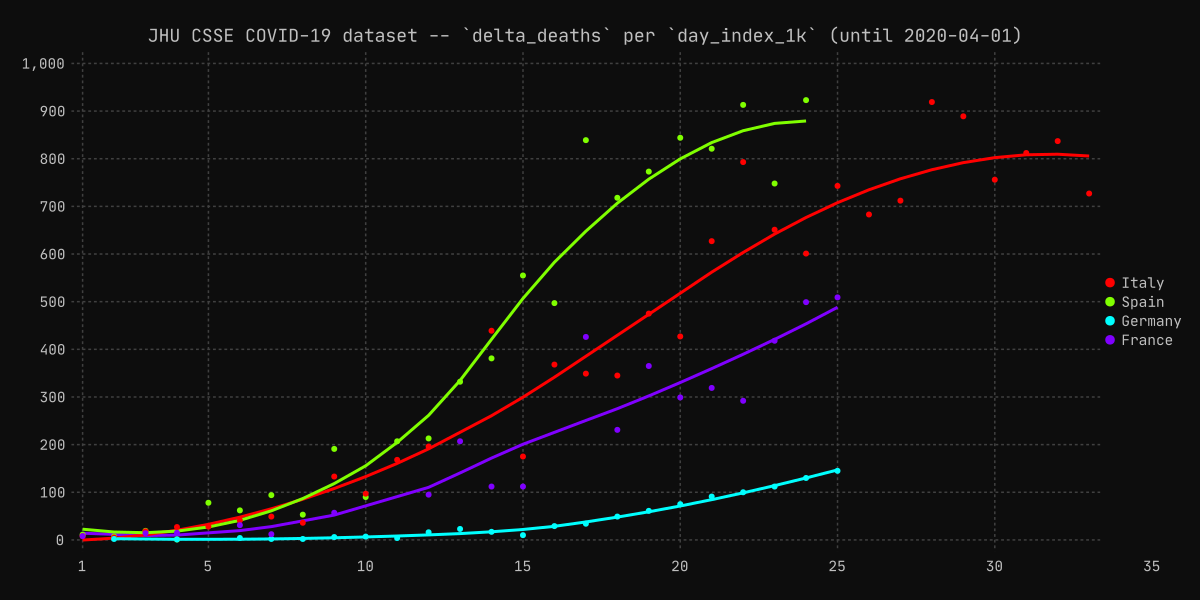 JHU CSSE COVID-19 dataset -- `delta_deaths` per `day_index_1k` (until 2020-04-01)
1,000
900
800
700
600
500
400
300
200
100
0
1 5 10 15 20 25 30 35
Italy
Spain
Germany
France